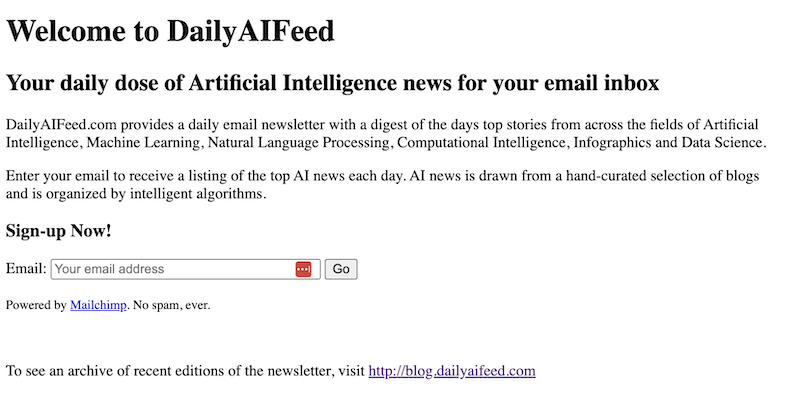 Welcome to DailyAIFeed
Your daily dose of Artificial Intelligence news for your email inbox
DailyAIFeed.com provides a daily email newsletter with a digest of the days top stories from across the fields of Artificial
Intelligence, Machine Learning, Natural Language Processing, Computational Intelligence, Infographics and Data Science.
Enter your email to receive a listing of the top AI news each day. AI news is drawn from a hand-curated selection of blogs
and is organized by intelligent algorithms.
Sign-up Now!
Email: Your email address Go
Powered by Mailchimp. No spam, ever.
To see an archive of recent editions of the newsletter, visit http://blog.dailyaifeed.com